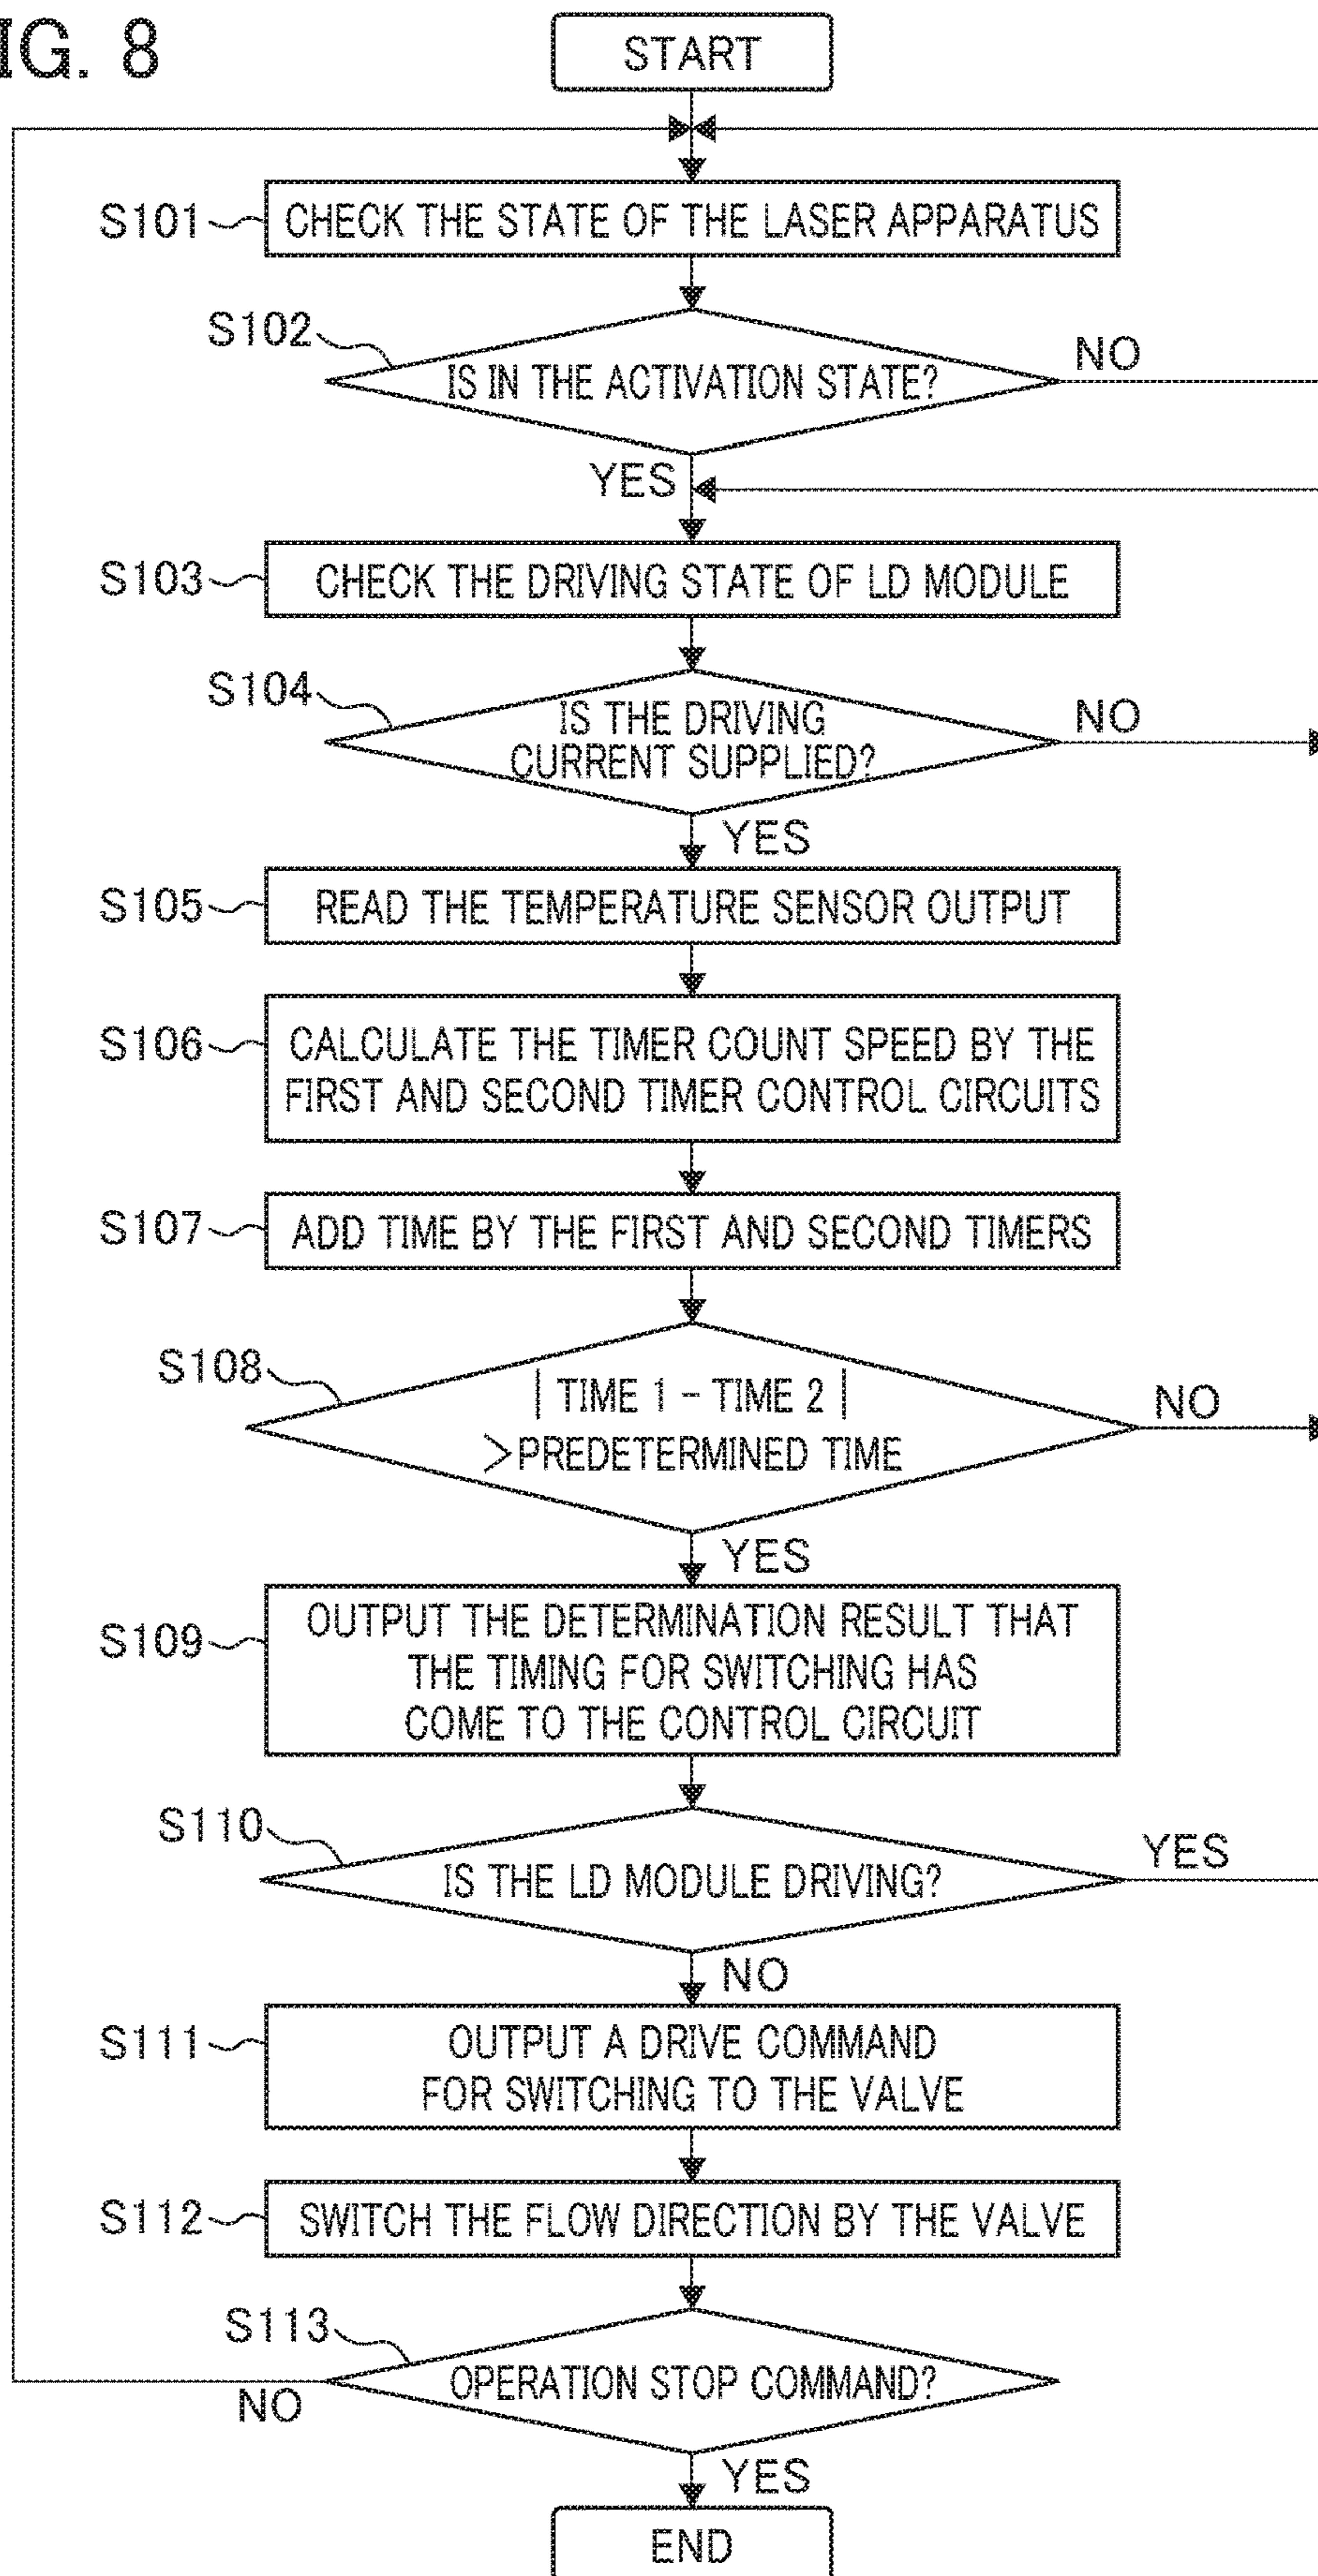 IG. 8
START
S101
CHECK THE STATE OF THE LASER APPARATUS
S102
IS IN THE ACTIVATION STATE?
NO
YES
S103
CHECK THE DRIVING STATE OF LD MODULE
S104
IS THE DRIVING
CURRENT SUPPLIED?
NO
YES
S105
READ THE TEMPERATURE SENSOR OUTPUT
S106
CALCULATE THE TIMER COUNT SPEED BY THE
FIRST AND SECOND TIMER CONTROL CIRCUITS
S107
ADD TIME BY THE FIRST AND SECOND TIMERS
S108
| TIME 1 - TIME 2 |
>PREDETERMINED TIME
NO
YES
S109
OUTPUT THE DETERMINATION RESULT THAT
THE TIMING FOR SWITCHING HAS
COME TO THE CONTROL CIRCUIT
S110
IS THE LD MODULE DRIVING?
YES
NO
S111
OUTPUT A DRIVE COMMAND
FOR SWITCHING TO THE VALVE
S112
SWITCH THE FLOW DIRECTION BY THE VALVE
S113
OPERATION STOP COMMAND?
NO
YES
END